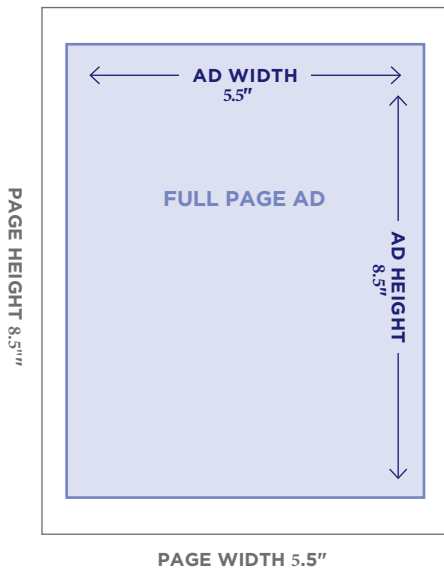 AD WIDTH
5.5"
FULL PAGE AD
AD HEIGHT
8.5"
PAGE HEIGHT 8.5""
PAGE WIDTH 5.5"